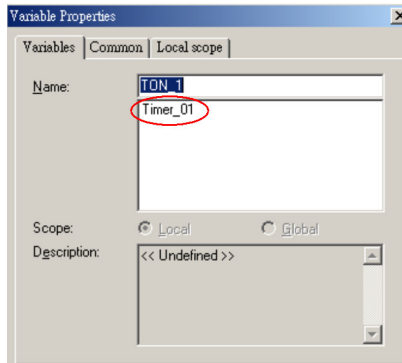 Variable Properties
Variables Common Local scope
Name: TON_1
Timer_01
Scope: Local Global
Description: << Undefined >>